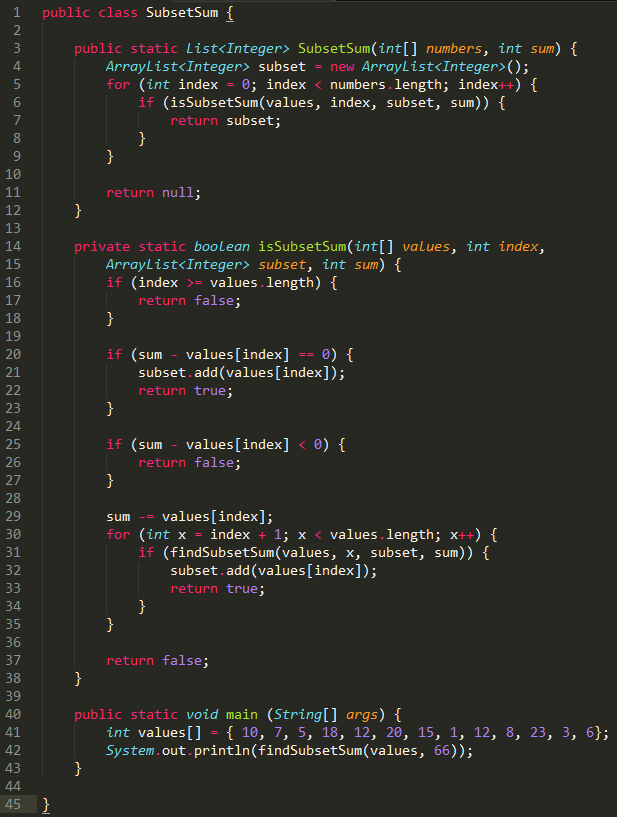 1 public class SubsetSum {
2
3 public static List<Integer> SubsetSum(int[] numbers, int sum) {
4 ArrayList<Integer> subset = new ArrayList<Integer>();
5 for (int index = 0; index < numbers.length; index++) {
6 if (isSubsetSum(values, index, subset, sum)) {
7 return subset;
8 }
9 }
10
11 return null;
12 }
13
14 private static boolean isSubsetSum(int[] values, int index,
15 ArrayList<Integer> subset, int sum) {
16 if (index >= values.length) {
17 return false;
18 }
19
20 if (sum - values[index] == 0) {
21 subset.add(values[index]);
22 return true;
23 }
24
25 if (sum - values[index] < 0) {
26 return false;
27 }
28
29 sum -= values[index];
30 for (int x = index + 1; x < values.length; x++) {
31 if (findSubsetSum(values, x, subset, sum)) {
32 subset.add(values[index]);
33 return true;
34 }
35 }
36
37 return false;
38 }
39
40 public static void main (String[] args) {
41 int values[] = { 10, 7, 5, 18, 12, 20, 15, 1, 12, 8, 23, 3, 6};
42 System.out.println(findSubsetSum(values, 66));
43 }
44
45 }